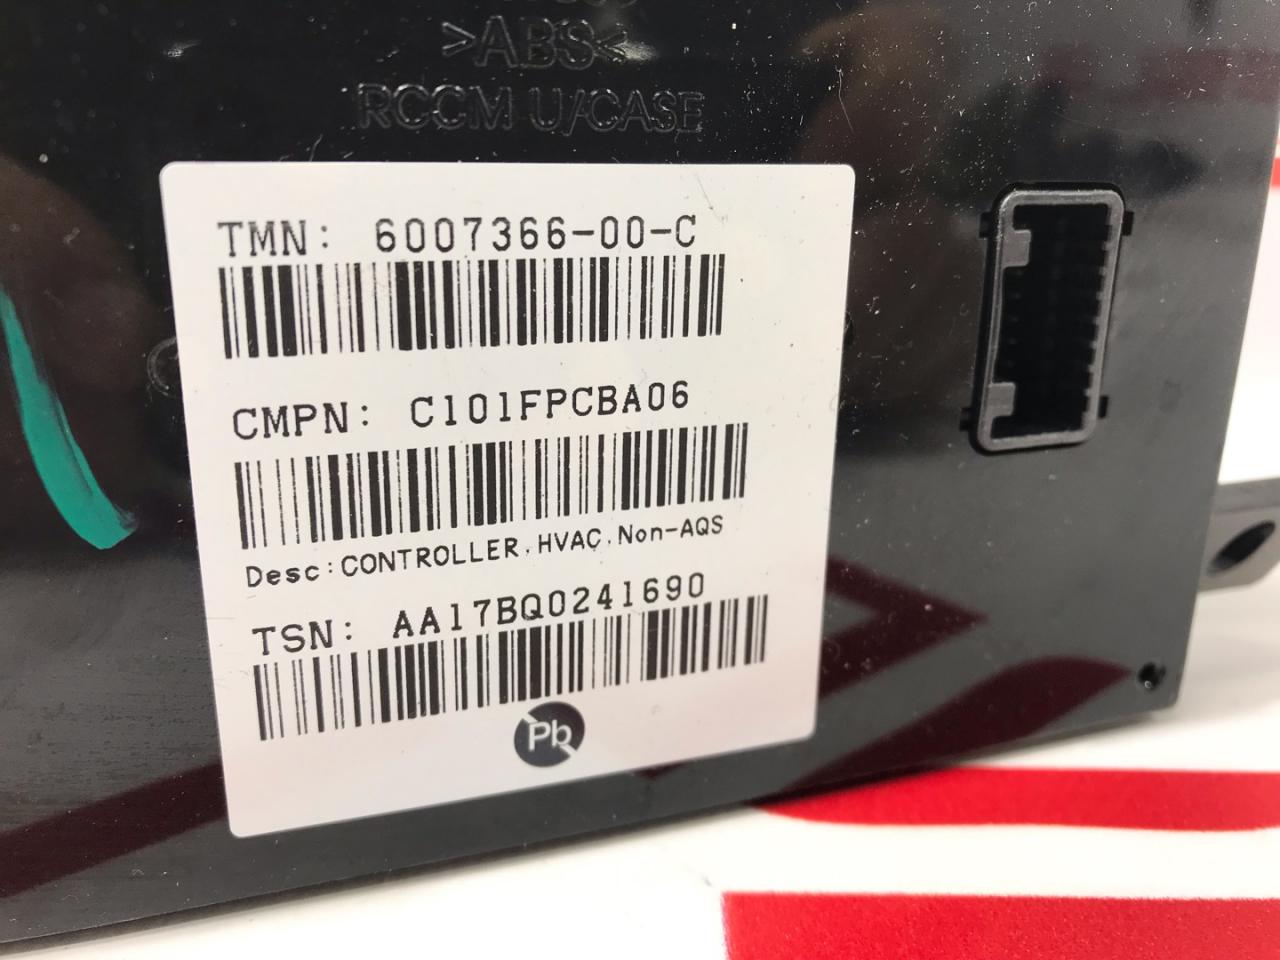 >ABS<
RCCM U/CASE
TMN: 6007366-00-C
CMPN: C101FPCBA06
Desc:CONTROLLER,HVAC,Non-AQS
TSN: AA17BQ0241690
Pb